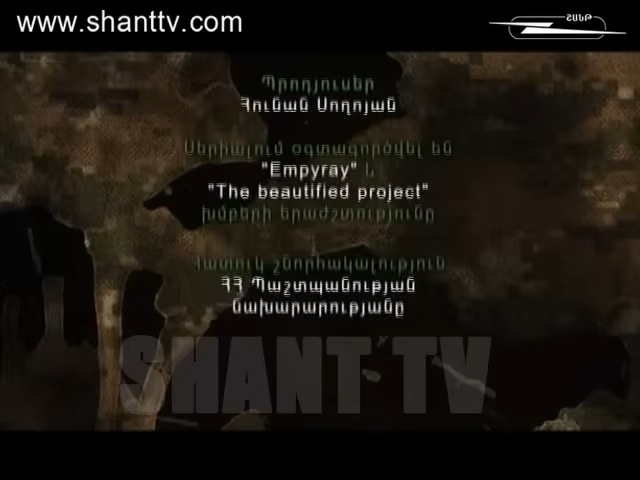 www.shanttv.com
ՇԱՆԹ
Պրոդյուսեր
Հունան Սողոյան
Սերիալում օգտագործվել են
"Empyray" և
"The beautified project"
խմբերի երաժշտությունը
Հատուկ շնորհակալություն
ՀՀ Պաշտպանության
նախարարությանը
SHANT TV